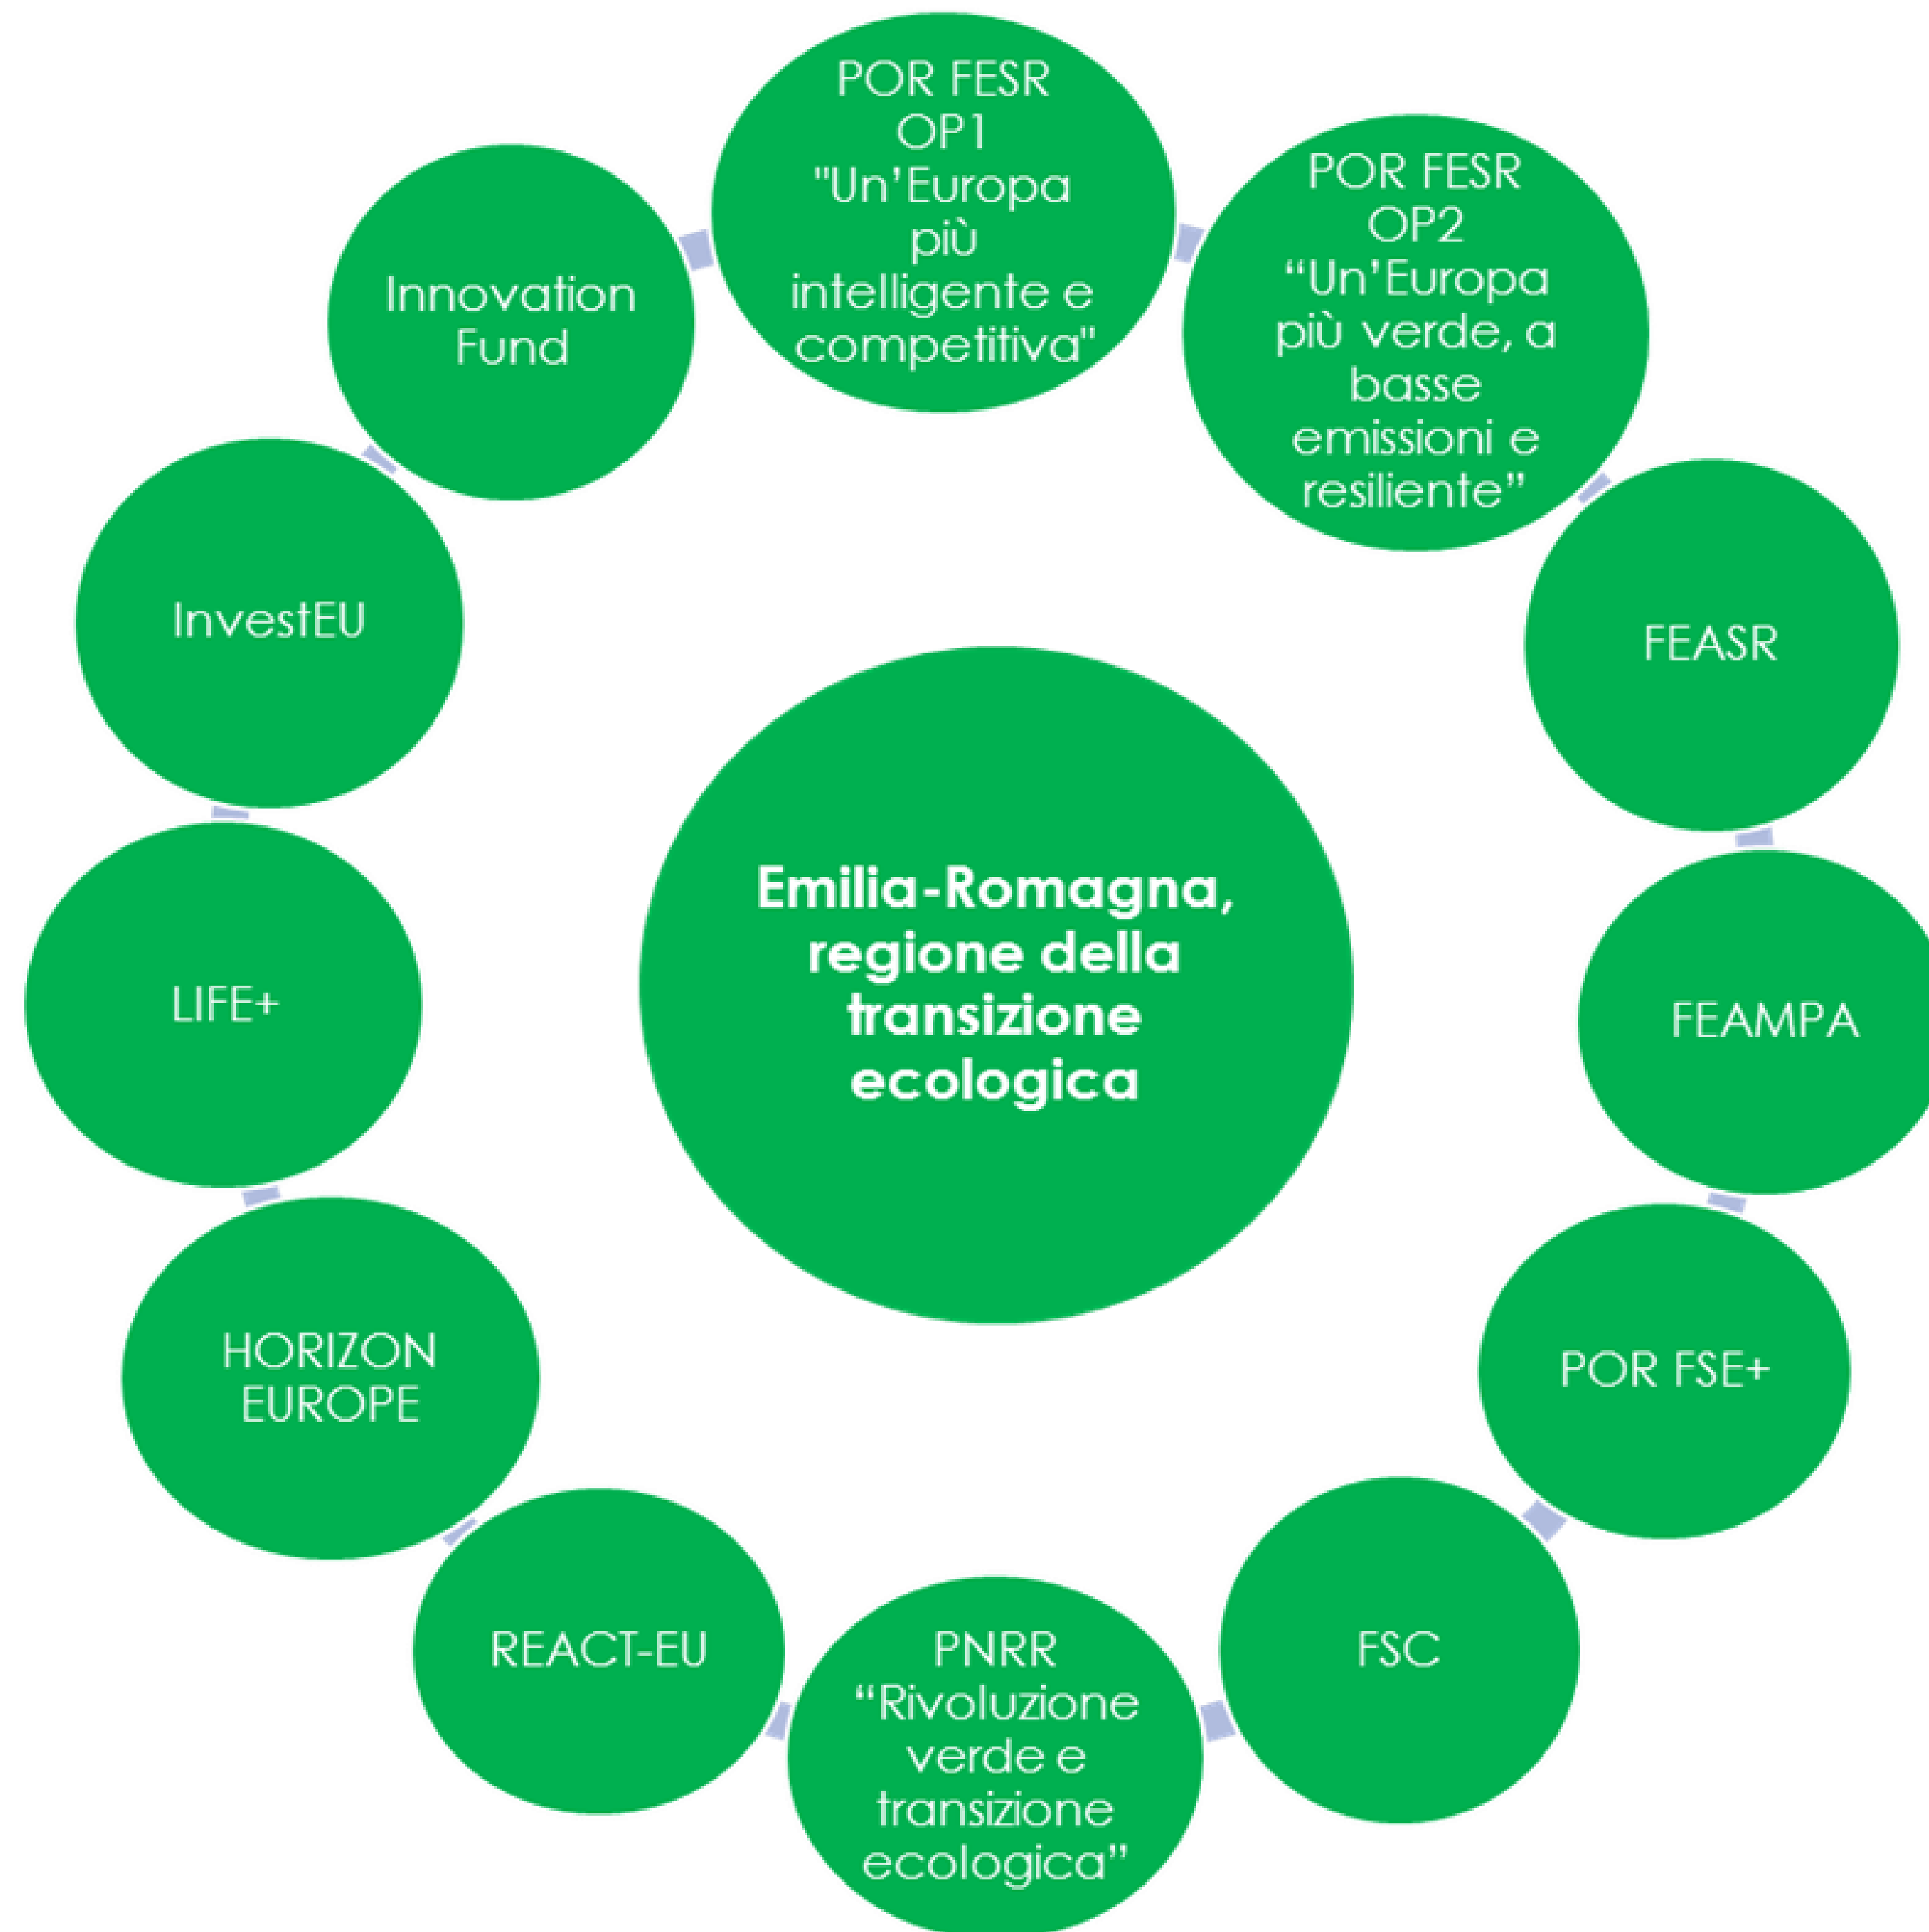 POR FESR
OP1
"Un’Europa
più
intelligente e
competitiva"
POR FESR
OP2
“Un’Europa
più verde, a
basse
emissioni e
resiliente”
FEASR
FEAMPA
POR FSE+
FSC
PNRR
“Rivoluzione
verde e
transizione
ecologica”
REACT-EU
HORIZON
EUROPE
LIFE+
InvestEU
Innovation
Fund
Emilia-Romagna,
regione della
transizione
ecologica